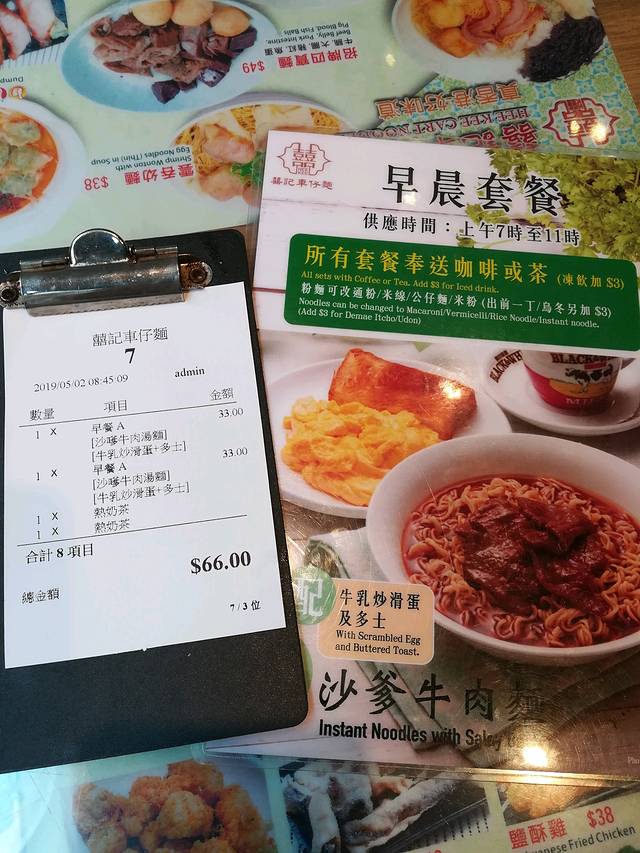 Beef Belly, Pork Intestine,
Pig Blood, Fish Balls
牛腩,大腸,豬紅,魚蛋
招牌四寶麵
$49
Shrimp Wonton with
Egg Noodles (Thin) in Soup
雲吞幼麵
$38
真香港好味道
囍記車仔麵
早晨套餐
供應時間：上午7時至11時
所有套餐奉送咖啡或茶 (凍飲加 $3)
All sets with Coffee or Tea. Add $3 for Iced drink.
粉麵可改通粉/米線/公仔麵/米粉 (出前一丁/烏冬另加 $3)
Noodles can be changed to Macaroni/Vermicelli/Rice Noodle/Instant noodle.
(Add $3 for Demae Itcho/Udon)
囍記車仔麵
7
2019/05/02 08:45:09 admin
數量 項目 金額
1 X 早餐 A 33.00
[沙嗲牛肉湯麵]
[牛乳炒滑蛋+多士]
1 X 早餐 A 33.00
[沙嗲牛肉湯麵]
[牛乳炒滑蛋+多士]
1 X 熱奶茶
1 X 熱奶茶
合計 8 項目
$66.00
總金額
7 / 3 位
配
牛乳炒滑蛋
及多士
With Scrambled Egg
and Buttered Toast.
沙爹牛肉麵
Instant Noodles with
鹽酥雞 $38
Fried Chicken